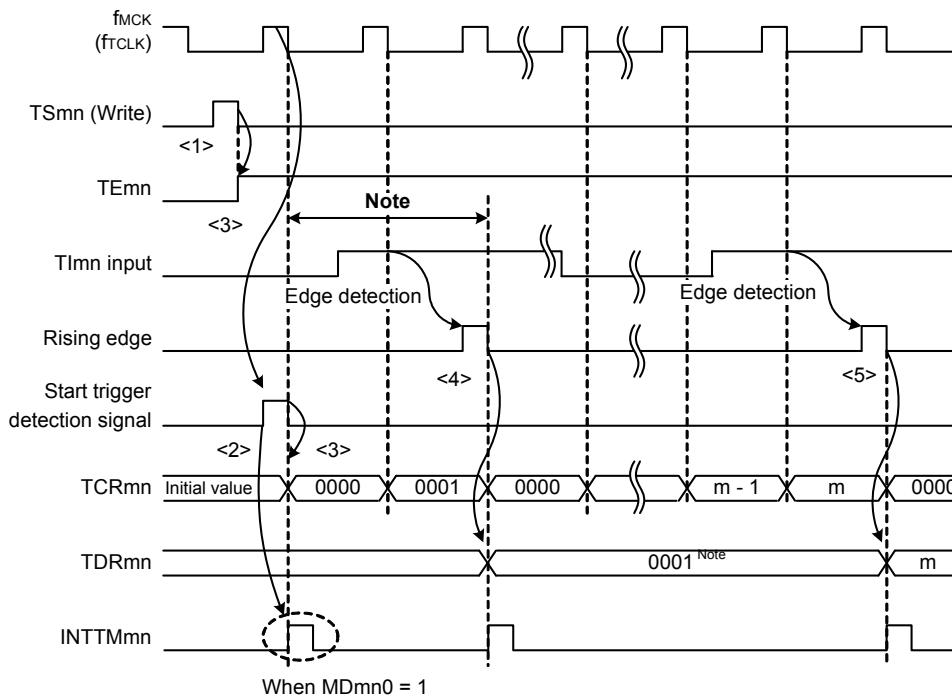 fMCK
(fTCLK)
TSmn (Write)
<1>
TEmn
<3>
Note
TImn input
Edge detection
Edge detection
Rising edge
<4>
<5>
Start trigger
detection signal
<2>
<3>
TCRmn
Initial value
0000
0001
0000
m - 1
m
0000
TDRmn
0001 Note
m
INTTMmn
When MDmn0 = 1